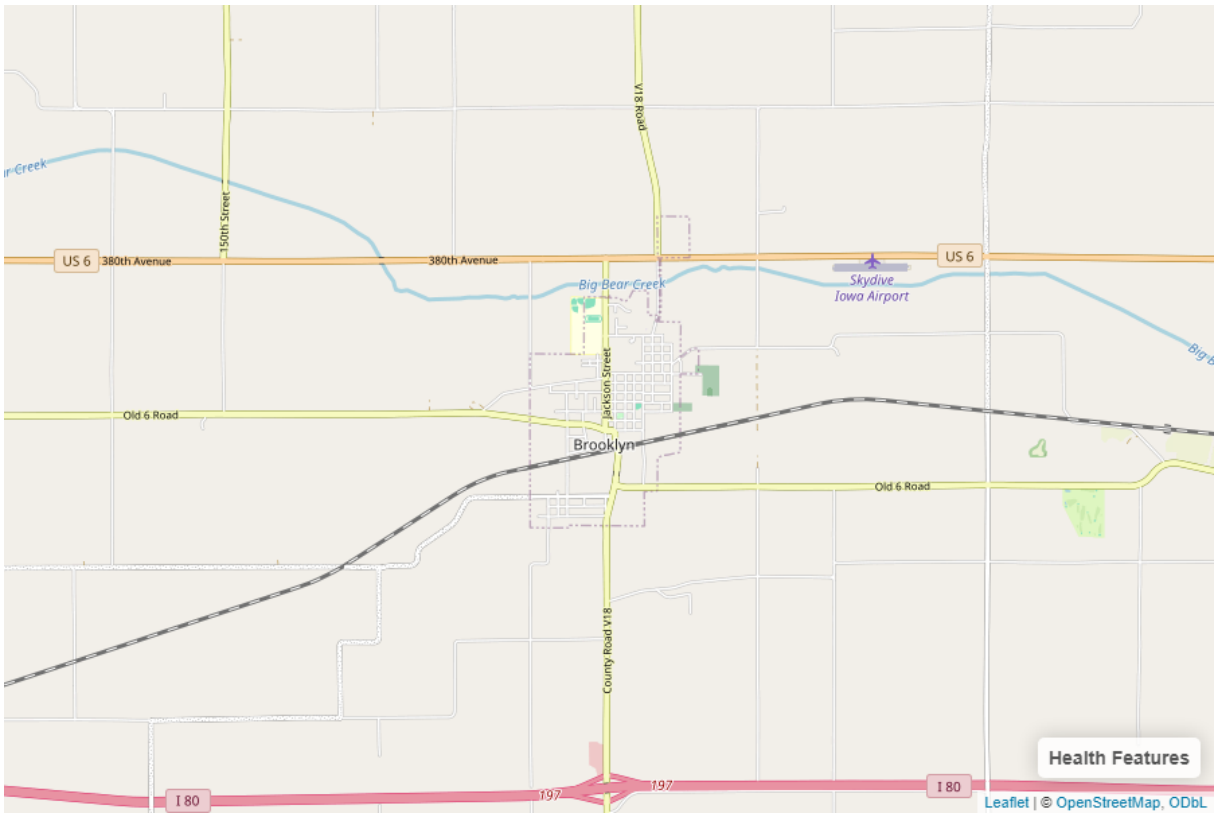 V18 Road
ar Creek
150th Street
US 6
380th Avenue
380th Avenue
US 6
Big Bear Creek
Skydive
Iowa Airport
Big B
Jackson Street
Old 6 Road
Brooklyn
Old 6 Road
County Road V18
Health Features
I 80
197
197
I 80
Leaflet | © OpenStreetMap, ODbL